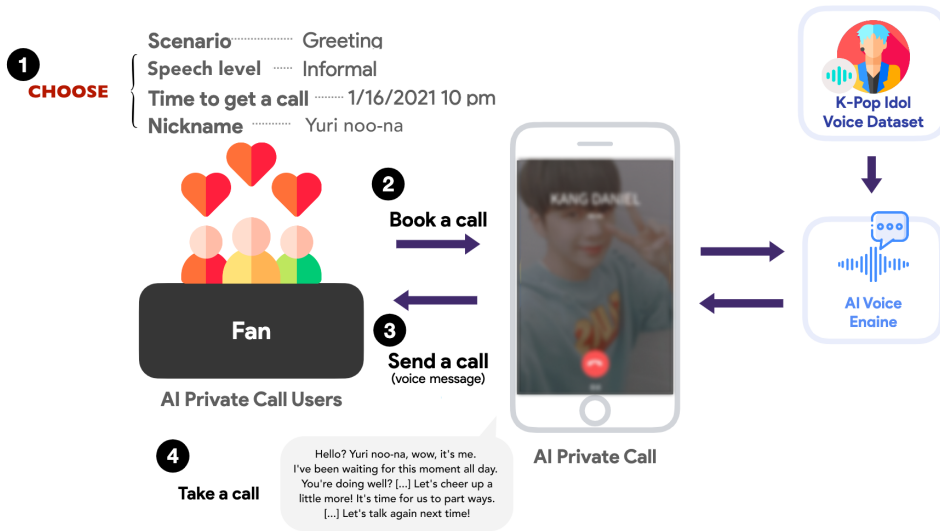 1
CHOOSE
Scenario Greeting
Speech level Informal
Time to get a call 1/16/2021 10 pm
Nickname Yuri noo-na
K-Pop Idol
Voice Dataset
2
Book a call
KANG DANIEL
AI Voice
Engine
Fan
3
Send a call
(voice message)
AI Private Call Users
AI Private Call
4
Take a call
Hello? Yuri noo-na, wow, it's me.
I've been waiting for this moment all day.
You're doing well? [...] Let's cheer up a
little more! It's time for us to part ways.
[...] Let's talk again next time!